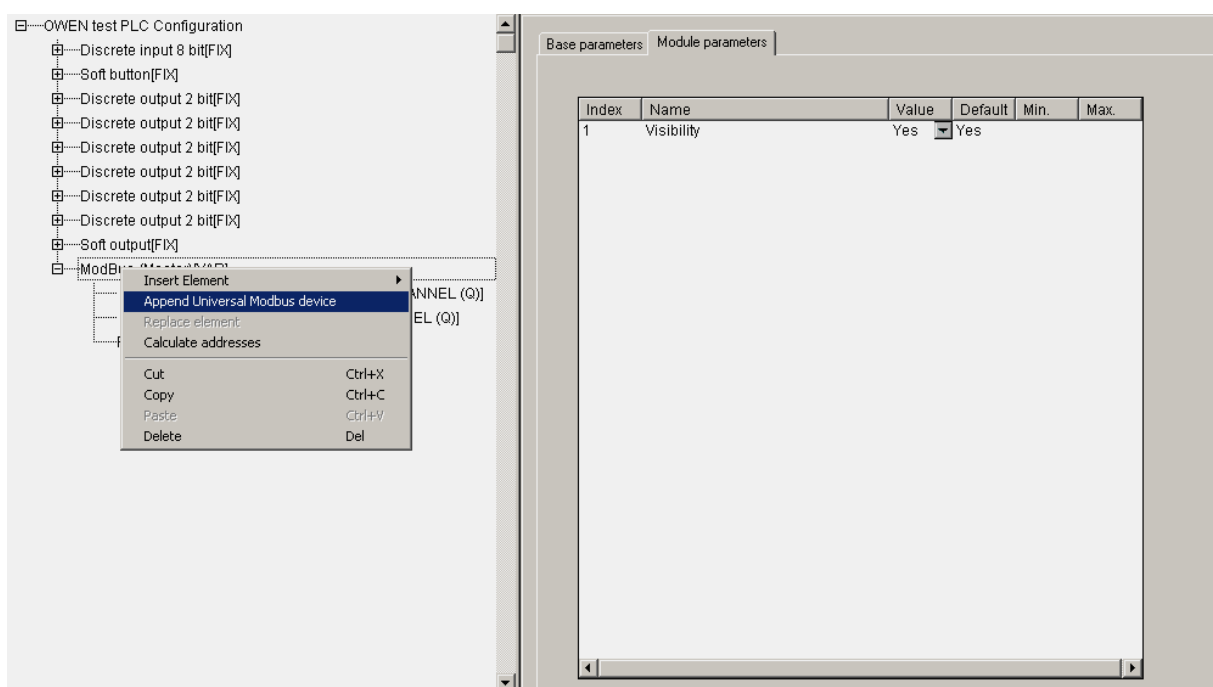 OWEN test PLC Configuration
Discrete input 8 bit[FIX]
Soft button[FIX]
Discrete output 2 bit[FIX]
Discrete output 2 bit[FIX]
Discrete output 2 bit[FIX]
Discrete output 2 bit[FIX]
Discrete output 2 bit[FIX]
Discrete output 2 bit[FIX]
Soft output[FIX]
ModBus (Master)[VAR]
Insert Element
Append Universal Modbus device
ANNEL (Q)]
Replace element
EL (Q)]
Calculate addresses
Cut Ctrl+X
Copy Ctrl+C
Paste Ctrl+V
Delete Del
Base parameters Module parameters
Index Name Value Default Min. Max.
1 Visibility Yes Yes